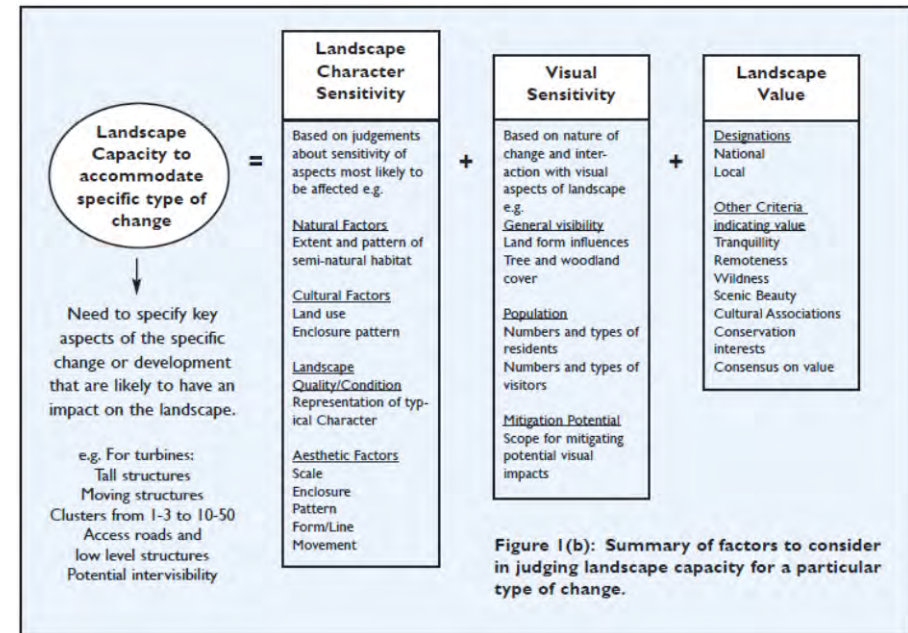 Landscape
Capacity to
accommodate
specific type of
change
Need to specify key
aspects of the specific
change or development
that are likely to have an
impact on the landscape.
e.g. For turbines:
Tall structures
Moving structures
Clusters from 1-3 to 10-50
Access roads and
low level structures
Potential intervisibility
=
Landscape
Character
Sensitivity
Based on judgements
about sensitivity of
aspects most likely to
be affected e.g.
Natural Factors
Extent and pattern of
semi-natural habitat
Cultural Factors
Land use
Enclosure pattern
Landscape
Quality/Condition
Representation of typ-
ical Character
Aesthetic Factors
Scale
Enclosure
Pattern
Form/Line
Movement
+
Visual
Sensitivity
Based on nature of
change and inter-
action with visual
aspects of landscape
e.g.
General visibility
Land form influences
Tree and woodland
cover
Population
Numbers and types of
residents
Numbers and types of
visitors
Mitigation Potential
Scope for mitigating
potential visual
impacts
+
Landscape
Value
Designations
National
Local
Other Criteria
indicating value
Tranquillity
Remoteness
Wildness
Scenic Beauty
Cultural Associations
Conservation
interests
Consensus on value
Figure 1(b): Summary of factors to consider
in judging landscape capacity for a particular
type of change.